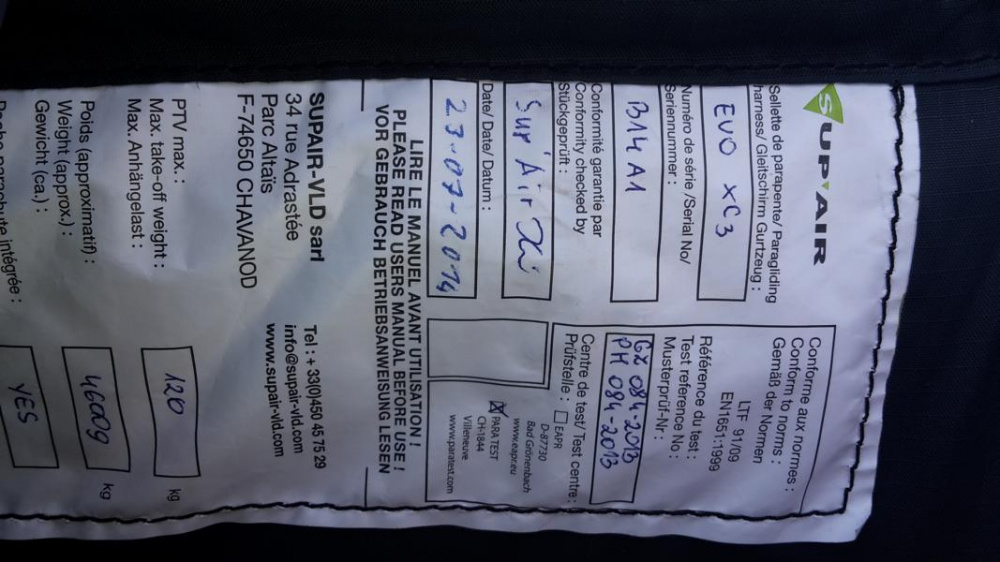 SUP'AIR
Sellette de parapente/ Paragliding
harness/ Gleitschirm Gurtzeug :
EVO XC3
Numéro de série /Serial No/
Seriennummer :
B14A1
Conformité garantie par
Conformity checked by
Stückgeprüft :
Sup'Air
Date/ Date/ Datum :
23-07-2014
Conforme aux normes :
Conform to norms :
Gemäß der Normen
LTF 91/09
EN1651:1999
Référence du test :
Test reference No :
Musterprüf-Nr :
GZ 084-2013
PH 084-2013
Centre de test/ Test centre:
Prüfstelle : EAPR
D-87730
Bad Grönenbach
www.eapr.eu
PARA TEST
CH-1844
Villeneuve
www.paratest.com
LIRE LE MANUEL AVANT UTILISATION !
PLEASE READ USERS MANUAL BEFORE USE !
VOR GEBRAUCH BETRIEBSANWEISUNG LESEN
SUPAIR-VLD sarl
34 rue Adrastée
Parc Altaïs
F-74650 CHAVANOD
Tel : + 33(0)450 45 75 29
info@supair-vld.com
www.supair-vld.com
PTV max. :
Max. take-off weight :
Max. Anhängelast :
120 kg
Poids (approximatif) :
Weight (approx.) :
Gewicht (ca.) :
4600g kg
intégrée :
YES